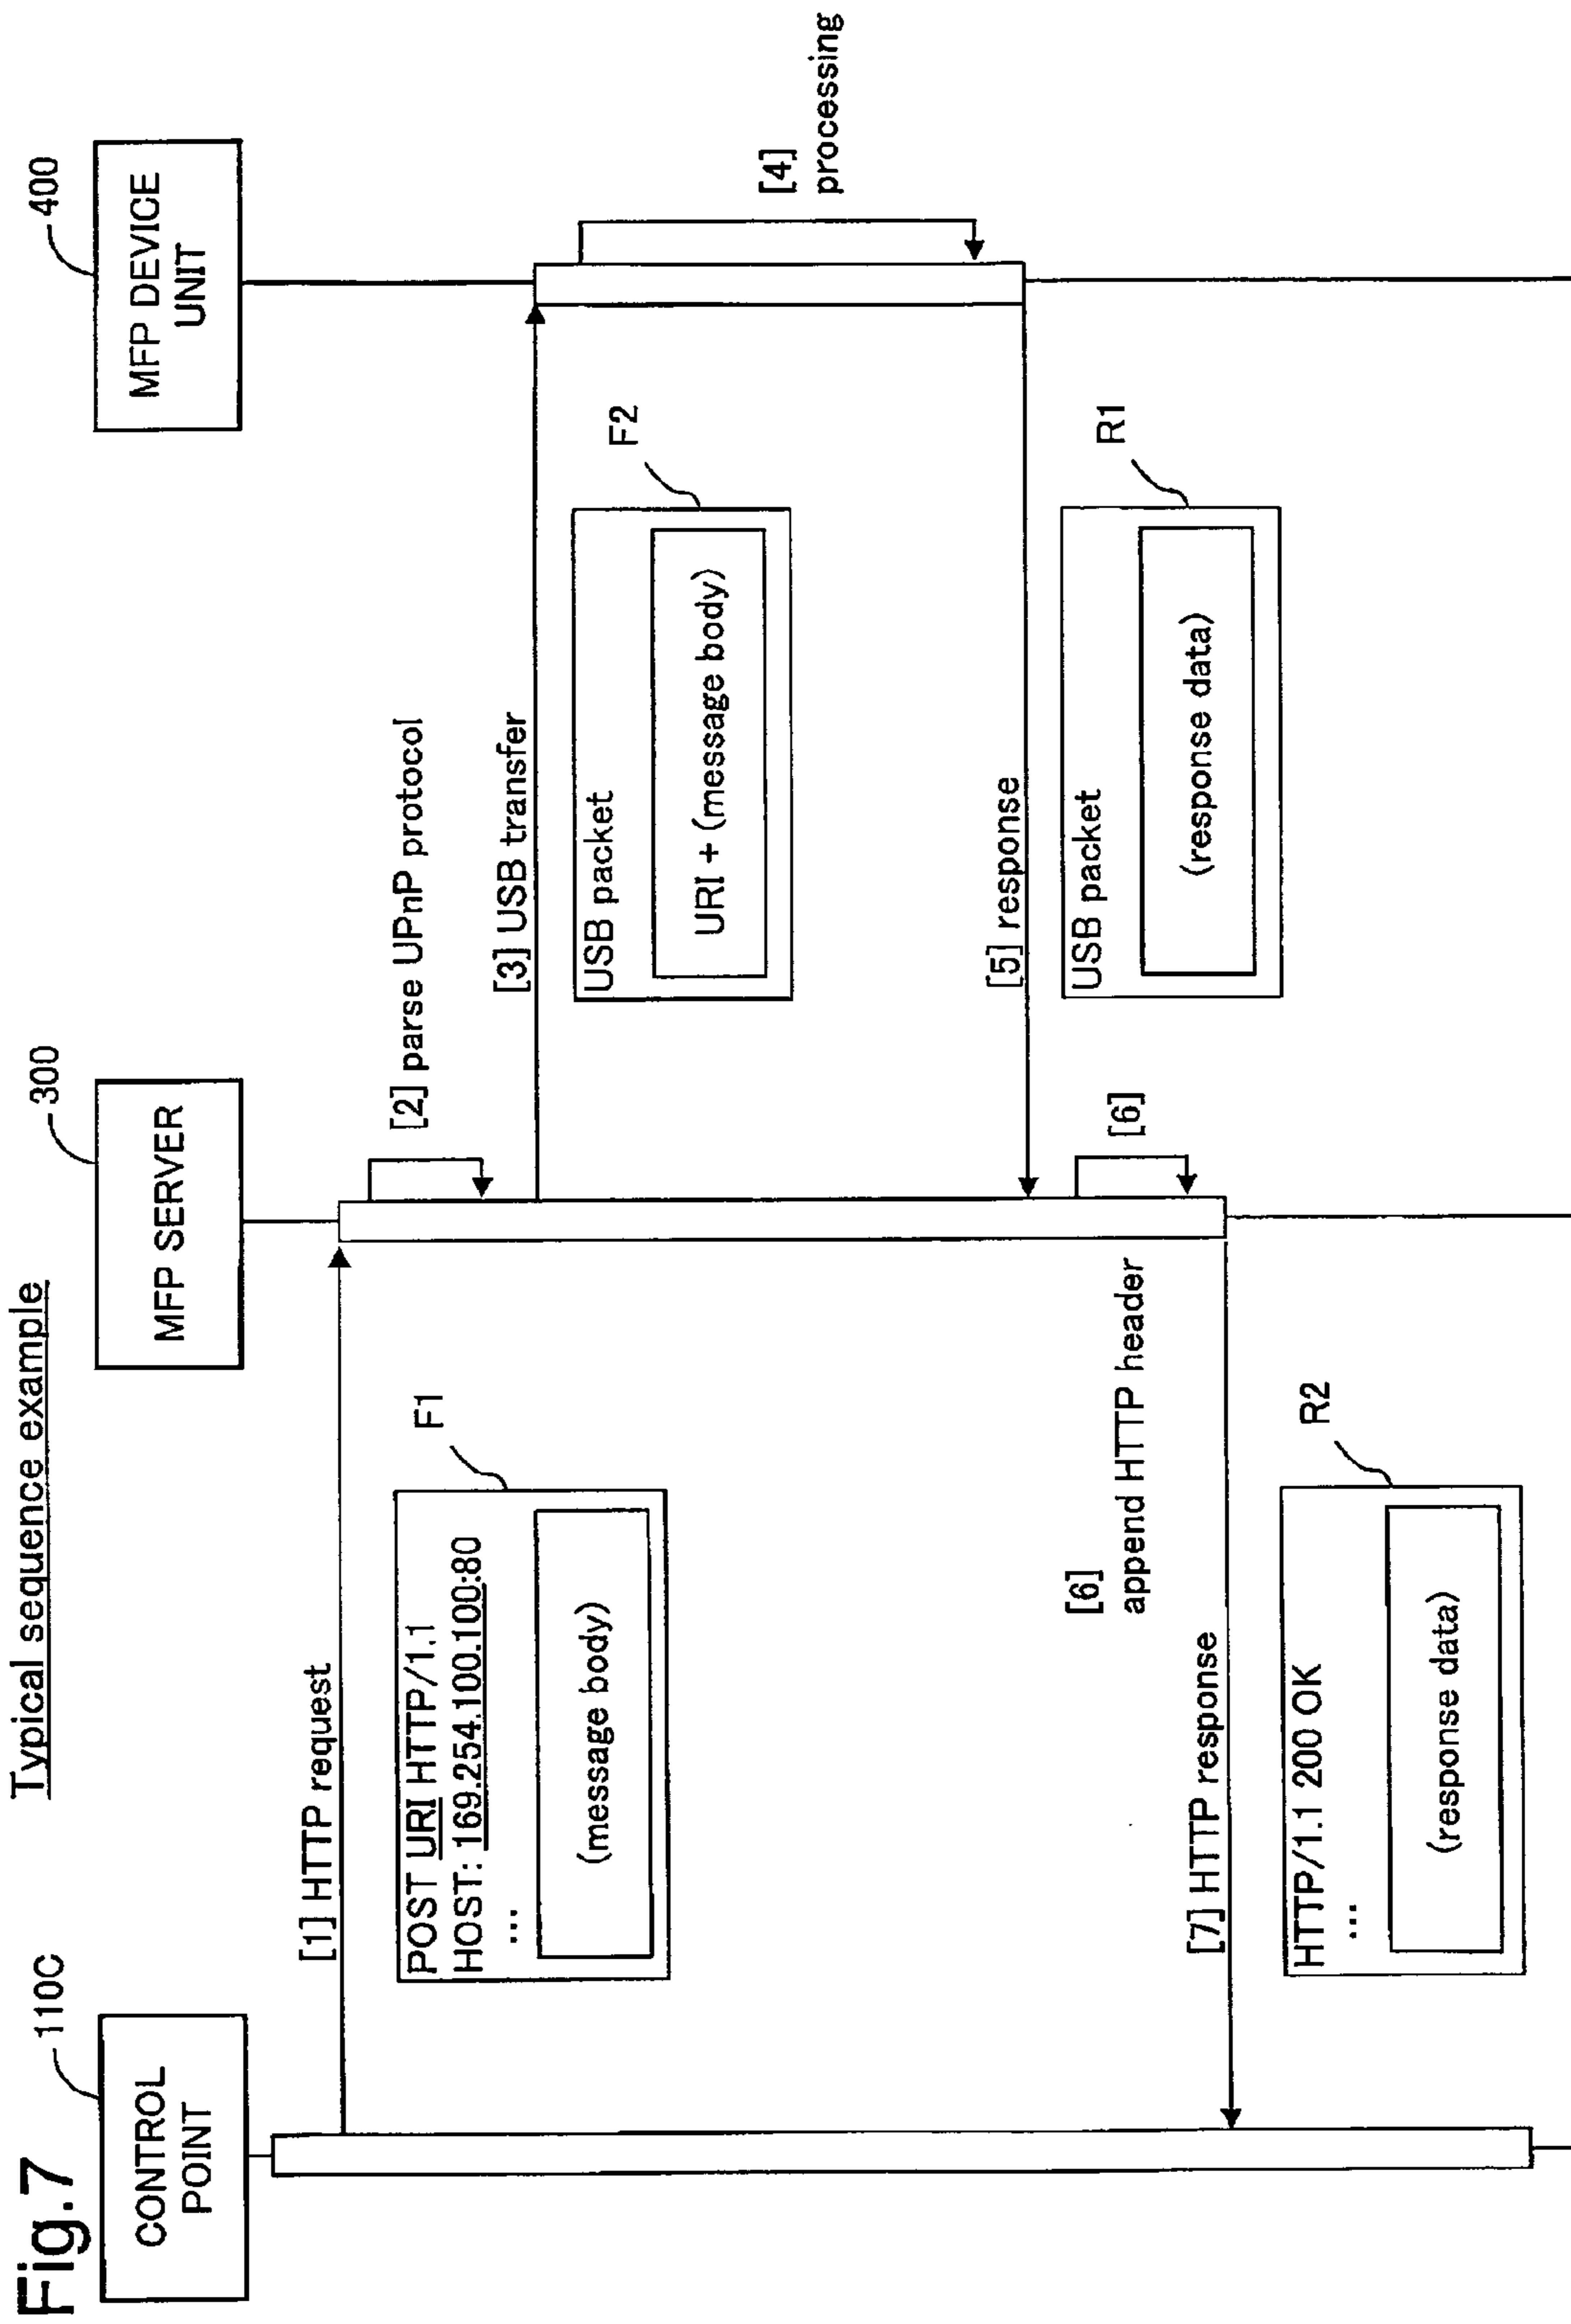 Fig.7
Typical sequence example
110C
CONTROL
POINT
300
MFP SERVER
400
MFP DEVICE
UNIT
[1] HTTP request
POST URI HTTP/1.1
HOST: 169.254.100.100:80
...
(message body)
F1
[2] parse UPnP protocol
[3] USB transfer
USB packet
URI + (message body)
F2
[4]
processing
[5] response
USB packet
(response data)
R1
[6]
[6]
append HTTP header
[7] HTTP response
HTTP/1.1 200 OK
...
(response data)
R2